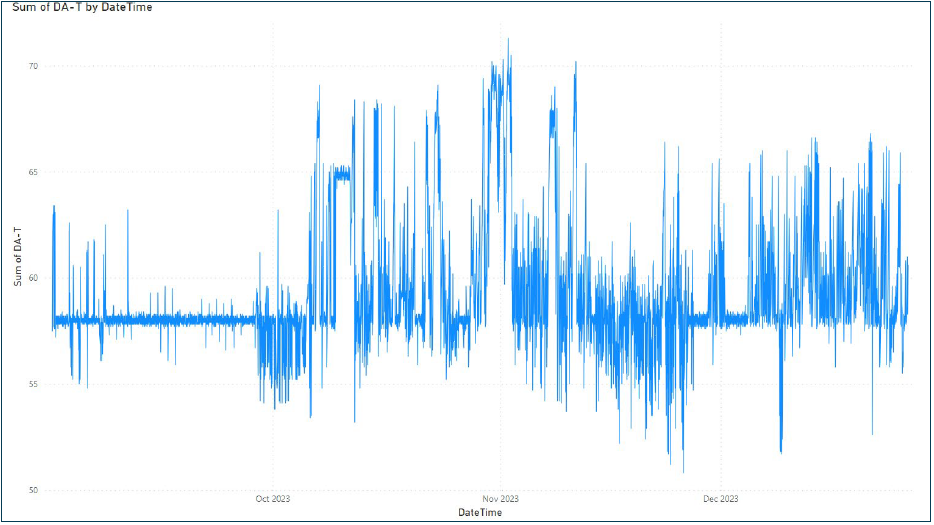 Sum of DA-T by DateTime
70
65
60
55
50
Sum of DA-T
Oct 2023
Nov 2023
Dec 2023
DateTime